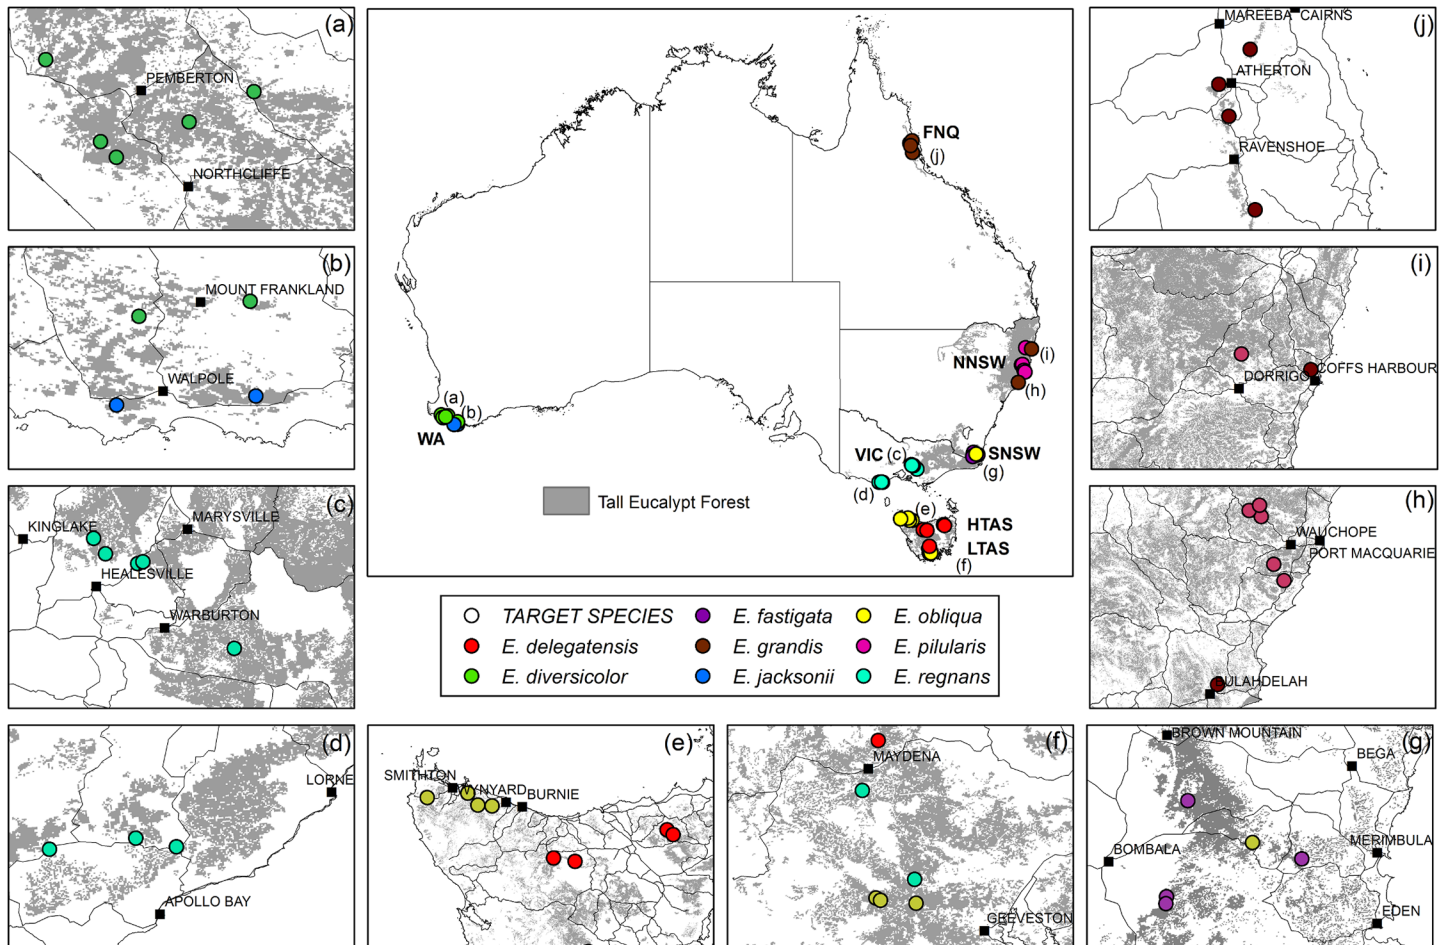 (a)
PEMBERTON
NORTHCLIFFE
(b)
MOUNT FRANKLAND
WALPOLE
(c)
KINGLAKE
MARYSVILLE
HEALESVILLE
WARBURTON
(d)
LORNE
APOLLO BAY
FNQ
(j)
NNSW
(i)
(h)
(a)
(b)
WA
VIC (c)
SNSW
(g)
(d)
(e)
HTAS
LTAS
(f)
Tall Eucalypt Forest
TARGET SPECIES
E. fastigata
E. obliqua
E. delegatensis
E. grandis
E. pilularis
E. diversicolor
E. jacksonii
E. regnans
(e)
SMITHTON
WYNYARD
BURNIE
(f)
MAYDENA
GEEVESTON
(j)
MAREEBA CAIRNS
ATHERTON
RAVENSHOE
(i)
COFFS HARBOUR
DORRIGO
(h)
WAUCHOPE
PORT MACQUARIE
BULAHDELAH
(g)
BROWN MOUNTAIN
BEGA
MERIMBULA
BOMBALA
EDEN